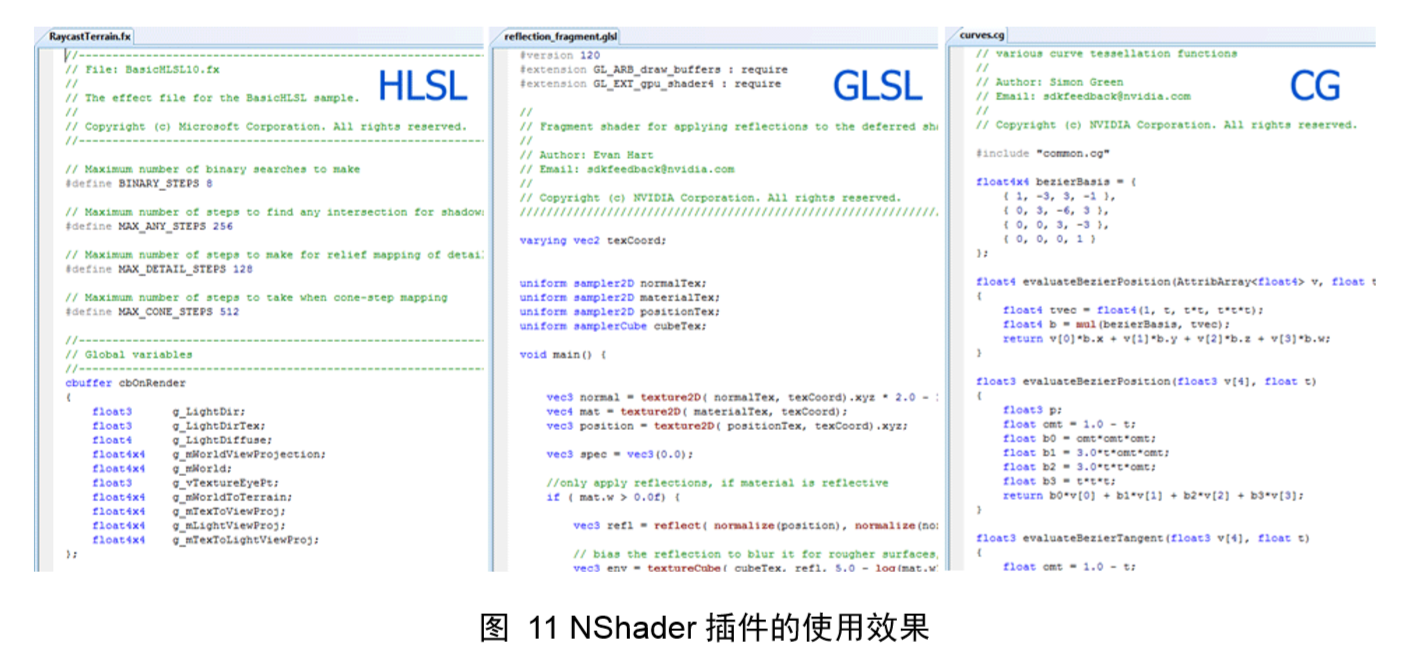 RaycastTerrain.fx
//--------------------------------------------------------------
// File: BasicHLSL10.fx
//
// The effect file for the BasicHLSL sample.
//
// Copyright (c) Microsoft Corporation. All rights reserved.
//--------------------------------------------------------------
HLSL
// Maximum number of binary searches to make
#define BINARY_STEPS 8
// Maximum number of steps to find any intersection for shadow
#define MAX_ANY_STEPS 256
// Maximum number of steps to make for relief mapping of detai
#define MAX_DETAIL_STEPS 128
// Maximum number of steps to take when cone-step mapping
#define MAX_CONE_STEPS 512
//--------------------------------------------------------------
// Global variables
//--------------------------------------------------------------
cbuffer cbOnRender
{
float3 g_LightDir;
float3 g_LightDirTex;
float4 g_LightDiffuse;
float4x4 g_mWorldViewProjection;
float4x4 g_mWorld;
float3 g_vTextureEyePt;
float4x4 g_mWorldToTerrain;
float4x4 g_mTexToViewProj;
float4x4 g_mLightViewProj;
float4x4 g_mTexToLightViewProj;
};
reflection_fragment.glsl
#version 120
#extension GL_ARB_draw_buffers : require
#extension GL_EXT_gpu_shader4 : require
GLSL
//
// Fragment shader for applying reflections to the deferred sh
//
// Author: Evan Hart
// Email: sdkfeedback@nvidia.com
//
// Copyright (c) NVIDIA Corporation. All rights reserved.
//////////////////////////////////////////////////////////////
varying vec2 texCoord;
uniform sampler2D normalTex;
uniform sampler2D materialTex;
uniform sampler2D positionTex;
uniform samplerCube cubeTex;
void main() {
vec3 normal = texture2D( normalTex, texCoord).xyz * 2.0 -
vec4 mat = texture2D( materialTex, texCoord);
vec3 position = texture2D( positionTex, texCoord).xyz;
vec3 spec = vec3(0.0);
//only apply reflections, if material is reflective
if ( mat.w > 0.0f) {
vec3 refl = reflect( normalize(position), normalize(no
// bias the reflection to blur it for rougher surfaces,
vec3 env = textureCube( cubeTex, refl, 5.0 - log(mat.w
curves.cg
// various curve tessellation functions
//
// Author: Simon Green
// Email: sdkfeedback@nvidia.com
//
// Copyright (c) NVIDIA Corporation. All rights reserved.
CG
#include "common.cg"
float4x4 bezierBasis = {
{ 1, -3, 3, -1 },
{ 0, 3, -6, 3 },
{ 0, 0, 3, -3 },
{ 0, 0, 0, 1 }
};
float4 evaluateBezierPosition(AttribArray<float4> v, float t
{
float4 tvec = float4(1, t, t*t, t*t*t);
float4 b = mul(bezierBasis, tvec);
return v[0]*b.x + v[1]*b.y + v[2]*b.z + v[3]*b.w;
}
float3 evaluateBezierPosition(float3 v[4], float t)
{
float3 p;
float omt = 1.0 - t;
float b0 = omt*omt*omt;
float b1 = 3.0*t*omt*omt;
float b2 = 3.0*t*t*omt;
float b3 = t*t*t;
return b0*v[0] + b1*v[1] + b2*v[2] + b3*v[3];
}
float3 evaluateBezierTangent(float3 v[4], float t)
{
float omt = 1.0 - t;
图 11 NShader 插件的使用效果